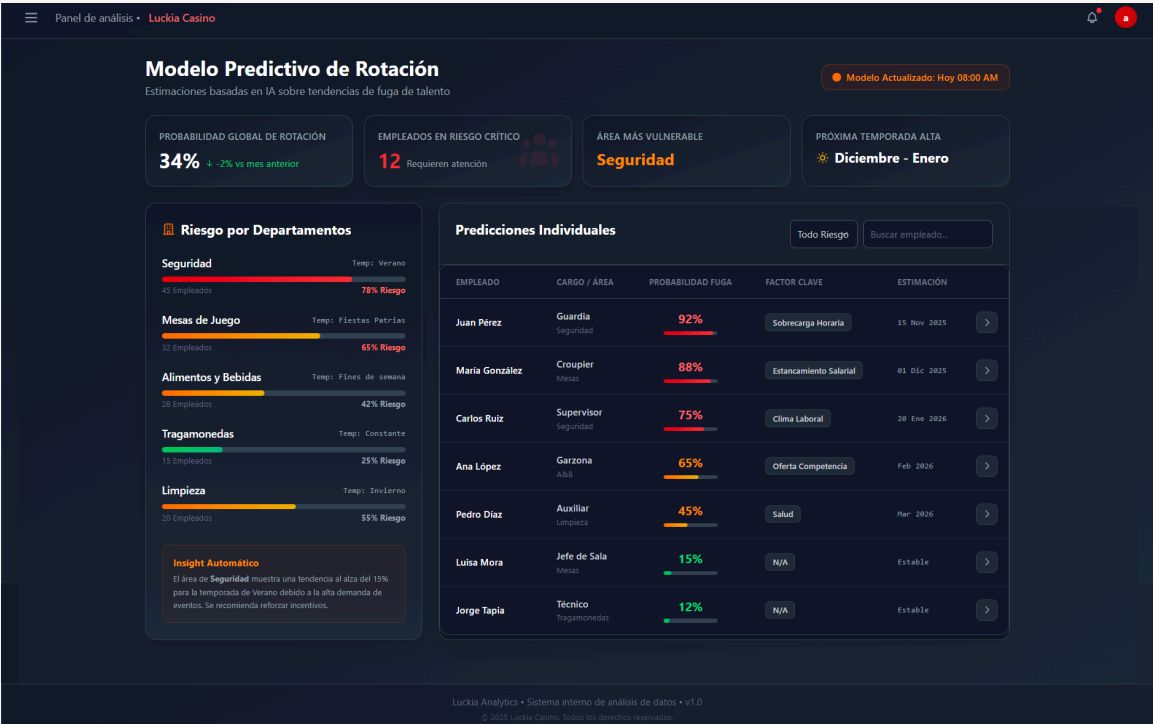 Panel de análisis • Luckia Casino
a
Modelo Predictivo de Rotación
Estimaciones basadas en IA sobre tendencias de fuga de talento
Modelo Actualizado: Hoy 08:00 AM
PROBABILIDAD GLOBAL DE ROTACIÓN
34% ↓ -2% vs mes anterior
EMPLEADOS EN RIESGO CRÍTICO
12 Requieren atención
ÁREA MÁS VULNERABLE
Seguridad
PRÓXIMA TEMPORADA ALTA
Diciembre - Enero
Riesgo por Departamentos
Seguridad Temp: Verano
45 Empleados 78% Riesgo
Mesas de Juego Temp: Fiestas Patrias
32 Empleados 65% Riesgo
Alimentos y Bebidas Temp: Fines de semana
28 Empleados 42% Riesgo
Tragamonedas Temp: Constante
15 Empleados 25% Riesgo
Limpieza Temp: Invierno
20 Empleados 55% Riesgo
Insight Automático
El área de Seguridad muestra una tendencia al alza del 15%
para la temporada de Verano debido a la alta demanda de
eventos. Se recomienda reforzar incentivos.
Predicciones Individuales
Todo Riesgo
Buscar empleado...
EMPLEADO CARGO / ÁREA PROBABILIDAD FUGA FACTOR CLAVE ESTIMACIÓN
Juan Pérez Guardia 92% Sobrecarga Horaria 15 Nov 2025
Seguridad
María González Croupier 88% Estancamiento Salarial 01 Dic 2025
Mesas
Carlos Ruiz Supervisor 75% Clima Laboral 20 Ene 2026
Seguridad
Ana López Garzona 65% Oferta Competencia Feb 2026
A&B
Pedro Díaz Auxiliar 45% Salud Mar 2026
Limpieza
Luisa Mora Jefe de Sala 15% N/A Estable
Mesas
Jorge Tapia Técnico 12% N/A Estable
Tragamonedas
Luckia Analytics • Sistema interno de análisis de datos • v1.0
© 2025 Luckia Casino. Todos los derechos reservados.